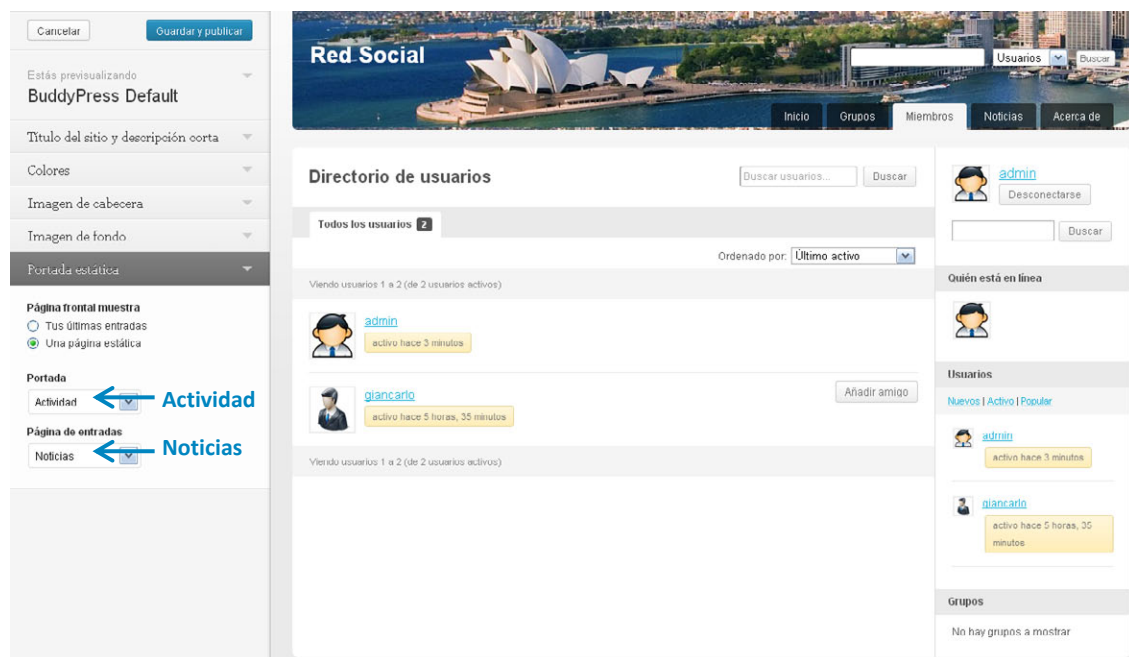 Cancelar
Guardar y publicar
Estás previsualizando
BuddyPress Default
Título del sitio y descripción corta
Colores
Imagen de cabecera
Imagen de fondo
Portada estática
Página frontal muestra
Tus últimas entradas
Una página estática
Portada
Actividad
Actividad
Página de entradas
Noticias
Noticias
Red Social
Usuarios
Buscar
Inicio
Grupos
Miembros
Noticias
Acerca de
Directorio de usuarios
Buscar usuarios...
Buscar
Todos los usuarios 2
Ordenado por: Último activo
Viendo usuarios 1 a 2 (de 2 usuarios activos)
admin
activo hace 3 minutos
giancarlo
activo hace 5 horas, 35 minutos
Añadir amigo
Viendo usuarios 1 a 2 (de 2 usuarios activos)
admin
Desconectarse
Buscar
Quién está en línea
Usuarios
Nuevos | Activo | Popular
admin
activo hace 3 minutos
giancarlo
activo hace 5 horas, 35
minutos
Grupos
No hay grupos a mostrar